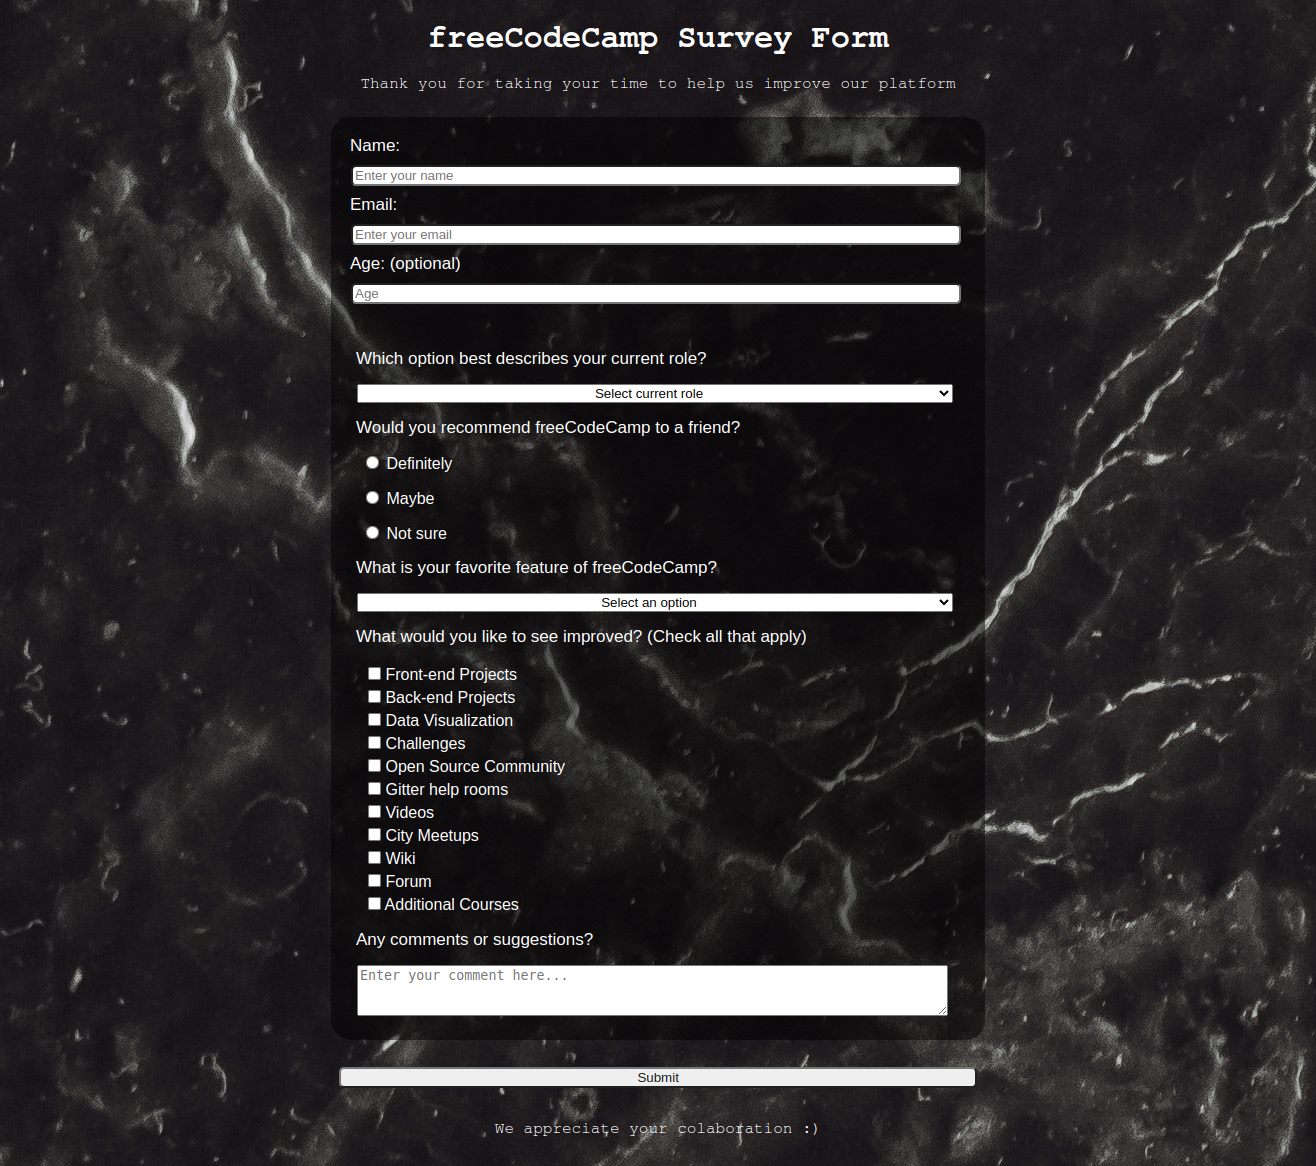 freeCodeCamp Survey Form
Thank you for taking your time to help us improve our platform
Name:
Enter your name
Email:
Enter your email
Age: (optional)
Age
Which option best describes your current role?
Select current role
Would you recommend freeCodeCamp to a friend?
Definitely
Maybe
Not sure
What is your favorite feature of freeCodeCamp?
Select an option
What would you like to see improved? (Check all that apply)
Front-end Projects
Back-end Projects
Data Visualization
Challenges
Open Source Community
Gitter help rooms
Videos
City Meetups
Wiki
Forum
Additional Courses
Any comments or suggestions?
Enter your comment here...
Submit
We appreciate your colaboration :)